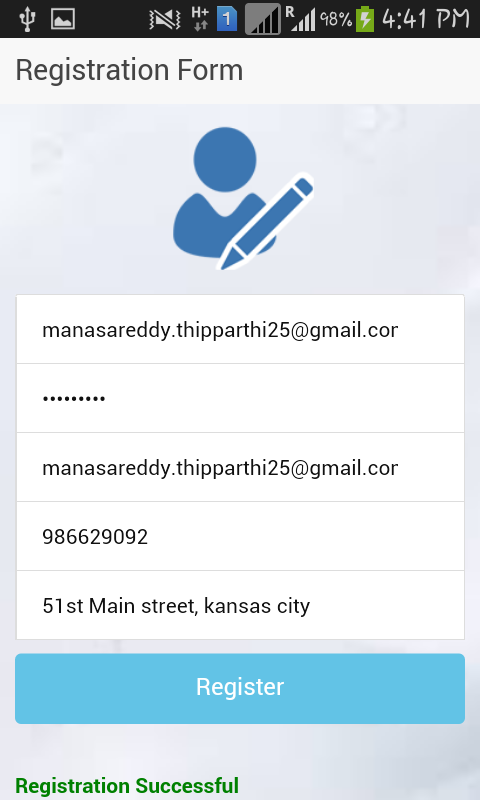 H+ 1 R 98% 4:41 PM
Registration Form
manasareddy.thipparthi25@gmail.cor
•••••••••
manasareddy.thipparthi25@gmail.cor
986629092
51st Main street, kansas city
Register
Registration Successful